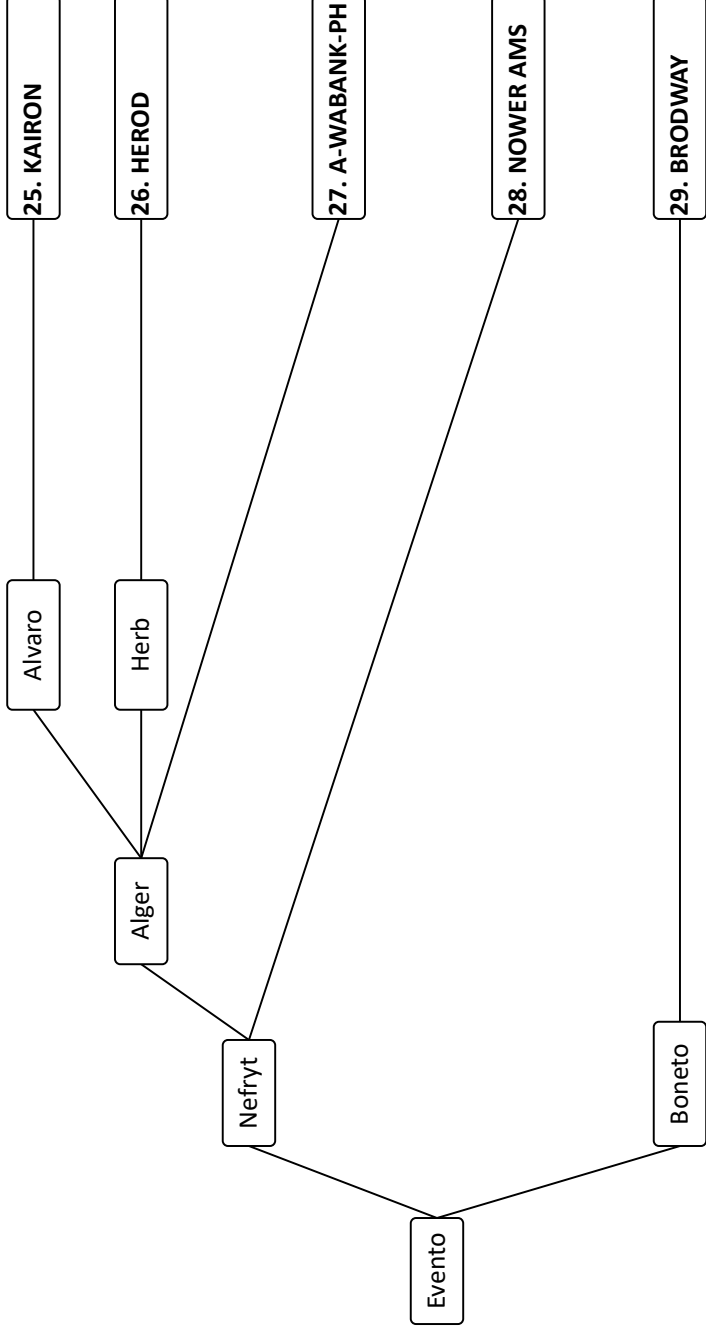 25. KAIRON
26. HEROD
27. A-WABANK-PH
28. NOWER AMS
29. BRODWAY
Alvaro
Herb
Alger
Nefryt
Boneto
Evento